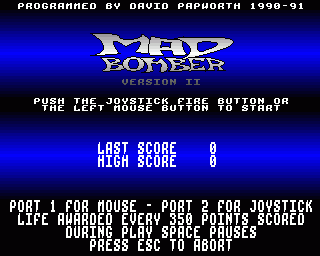 PROGRAMMED BY DAVID PAPWORTH 1990-91
MAD
BOMBER
VERSION II
PUSH THE JOYSTICK FIRE BUTTON OR
THE LEFT MOUSE BUTTON TO START
LAST SCORE 0
HIGH SCORE 0
PORT 1 FOR MOUSE - PORT 2 FOR JOYSTICK
LIFE AWARDED EVERY 350 POINTS SCORED
DURING PLAY SPACE PAUSES
PRESS ESC TO ABORT